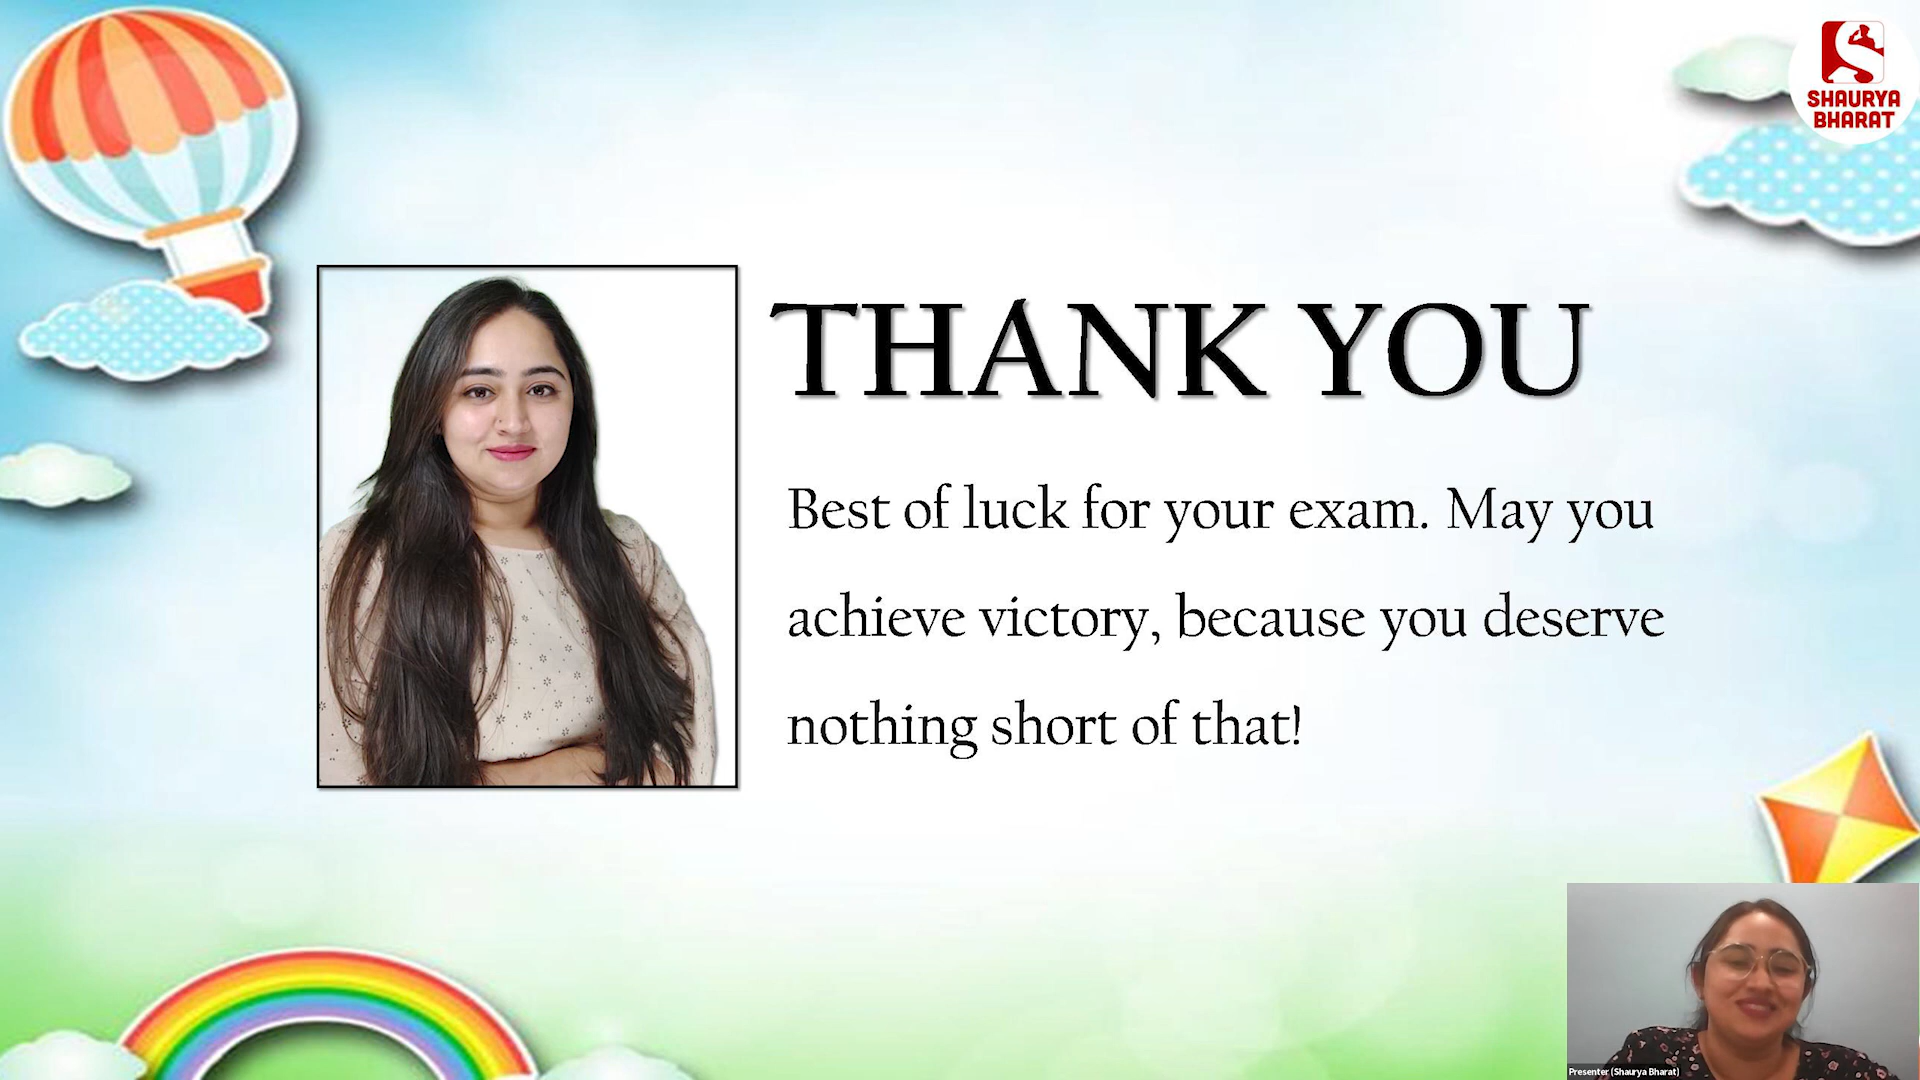 SHAURYA
BHARAT
THANK YOU
Best of luck for your exam. May you
achieve victory, because you deserve
nothing short of that!
Presenter (Shaurya Bharat)